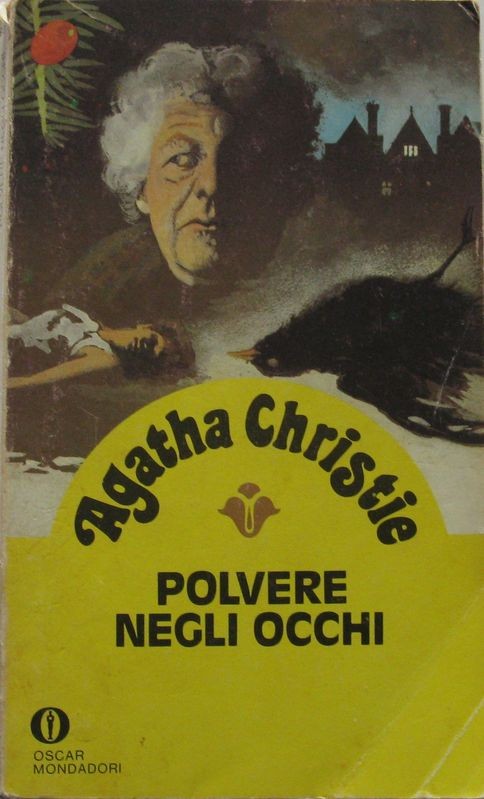 Agatha Christie
POLVERE
NEGLI OCCHI
OSCAR
MONDADORI